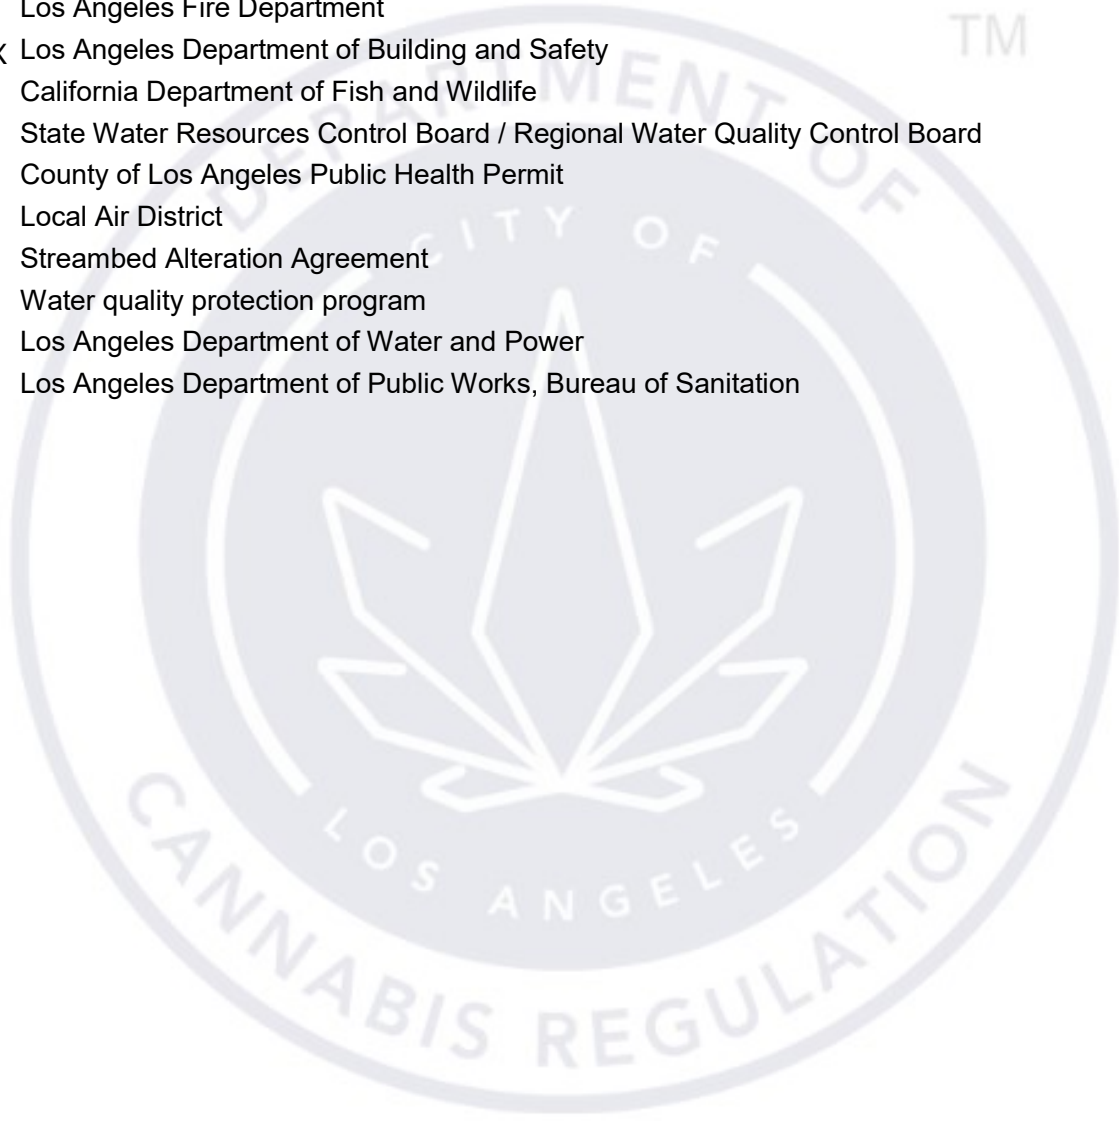 Los Angeles Fire Department
X Los Angeles Department of Building and Safety
California Department of Fish and Wildlife
State Water Resources Control Board / Regional Water Quality Control Board
County of Los Angeles Public Health Permit
Local Air District
Streambed Alteration Agreement
Water quality protection program
Los Angeles Department of Water and Power
Los Angeles Department of Public Works, Bureau of Sanitation
TM
DEPARTMENT OF
CITY OF
LOS ANGELES
CANNABIS REGULATION